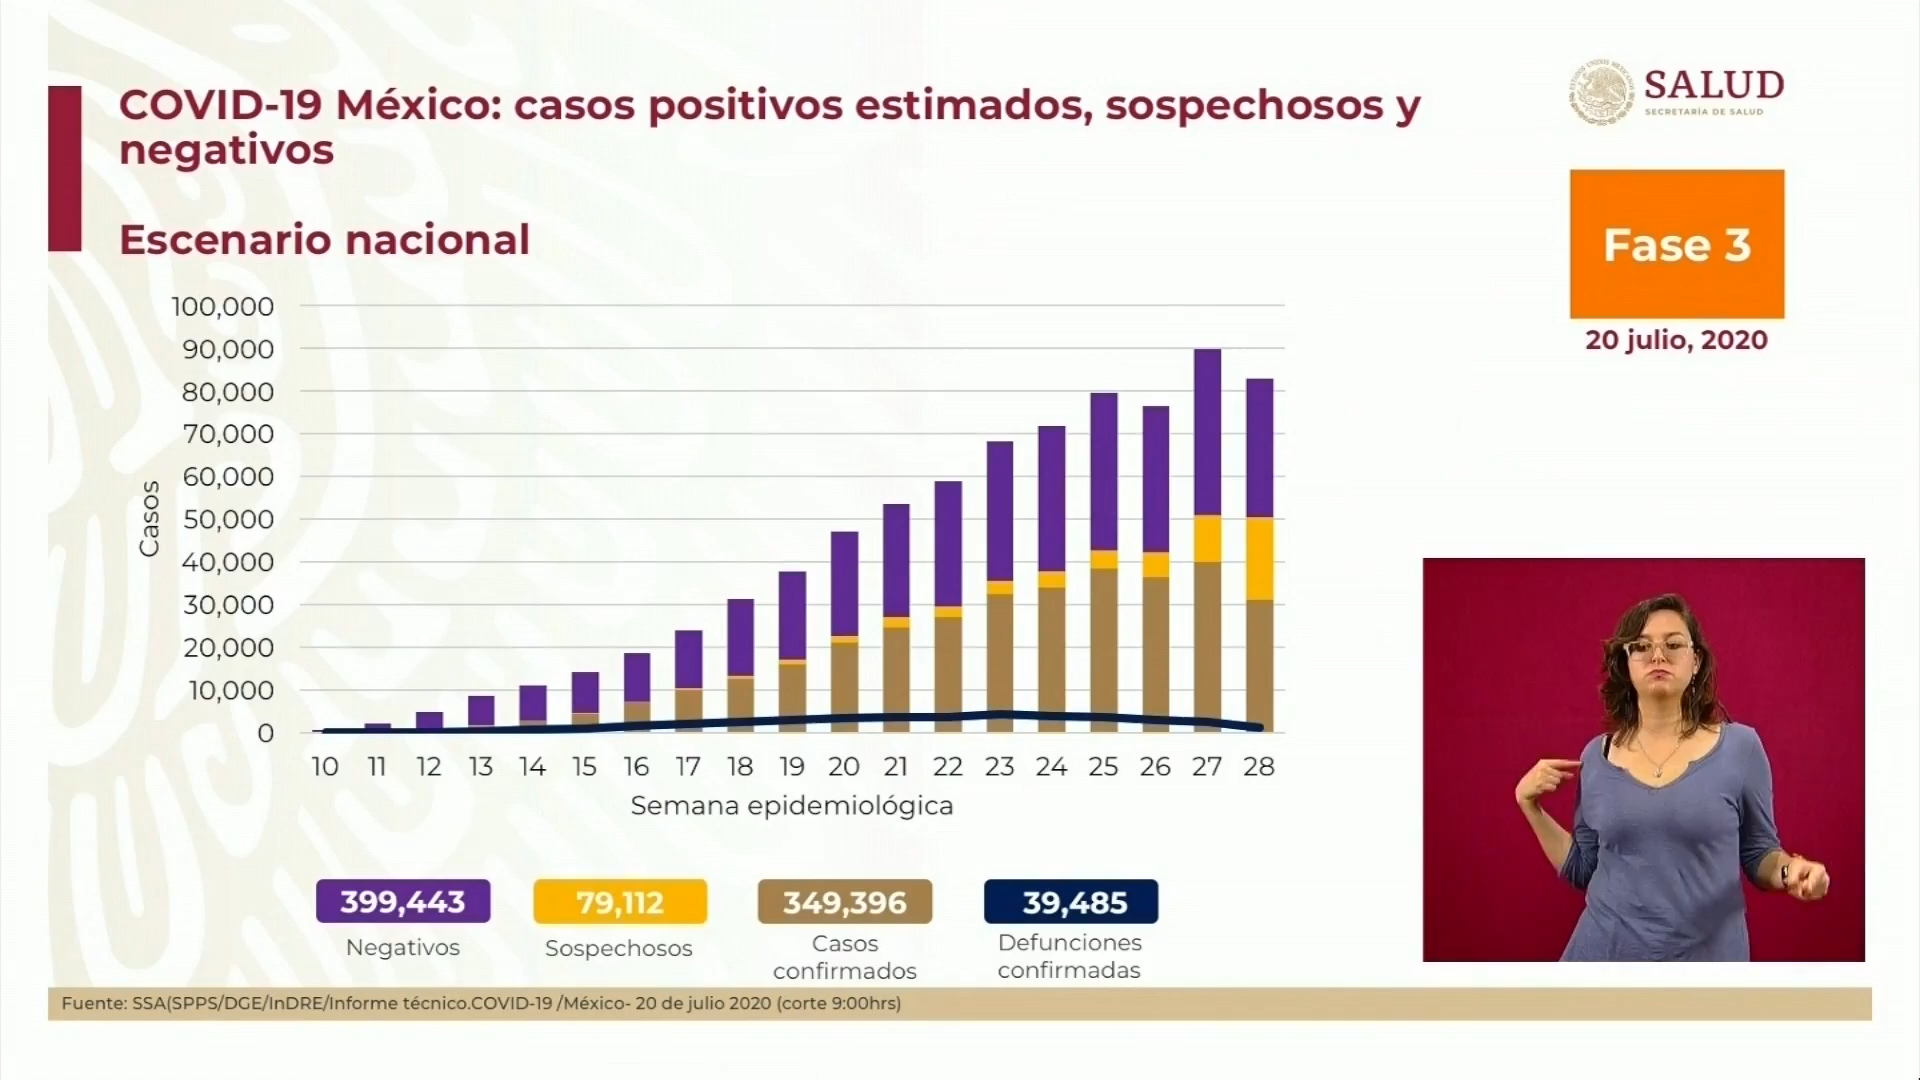 COVID-19 México: casos positivos estimados, sospechosos y
negativos
Escenario nacional
SALUD
SECRETARÍA DE SALUD
Fase 3
20 julio, 2020
100,000
90,000
80,000
70,000
60,000
50,000
40,000
30,000
20,000
10,000
0
Casos
10 11 12 13 14 15 16 17 18 19 20 21 22 23 24 25 26 27 28
Semana epidemiológica
399,443 79,112 349,396 39,485
Negativos Sospechosos Casos Defunciones
confirmados confirmadas
Fuente: SSA(SPPS/DGE/InDRE/Informe técnico.COVID-19 /México- 20 de julio 2020 (corte 9:00hrs)